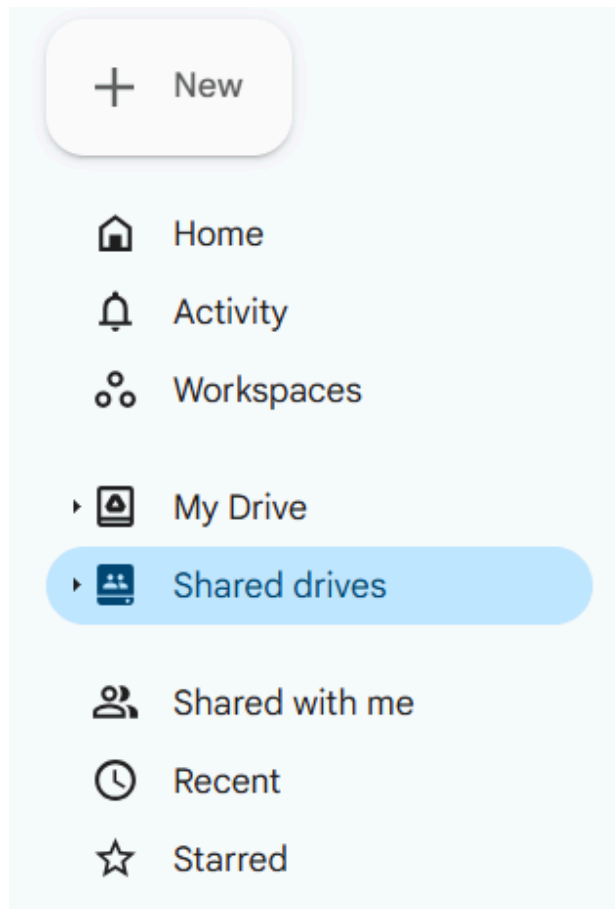 New
Home
Activity
Workspaces
My Drive
Shared drives
Shared with me
Recent
Starred